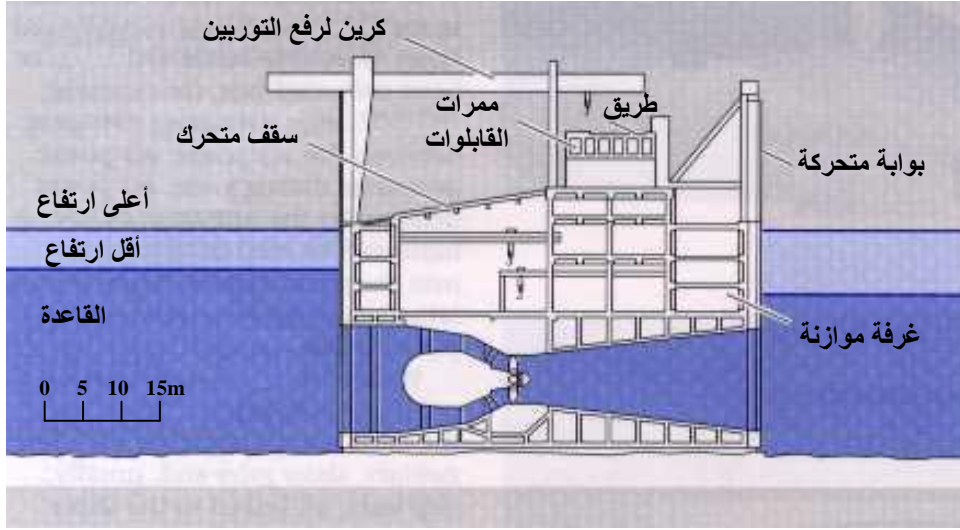 كرين لرفع التوربين
ممرات
القابلوات
طريق
سقف متحرك
بوابة متحركة
أعلى ارتفاع
أقل ارتفاع
القاعدة
غرفة موازنة
0 5 10 15m